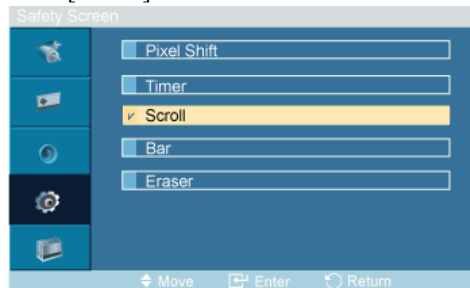 Safety Screen
Pixel Shift
Timer
Scroll
Bar
Eraser
Move Enter Return